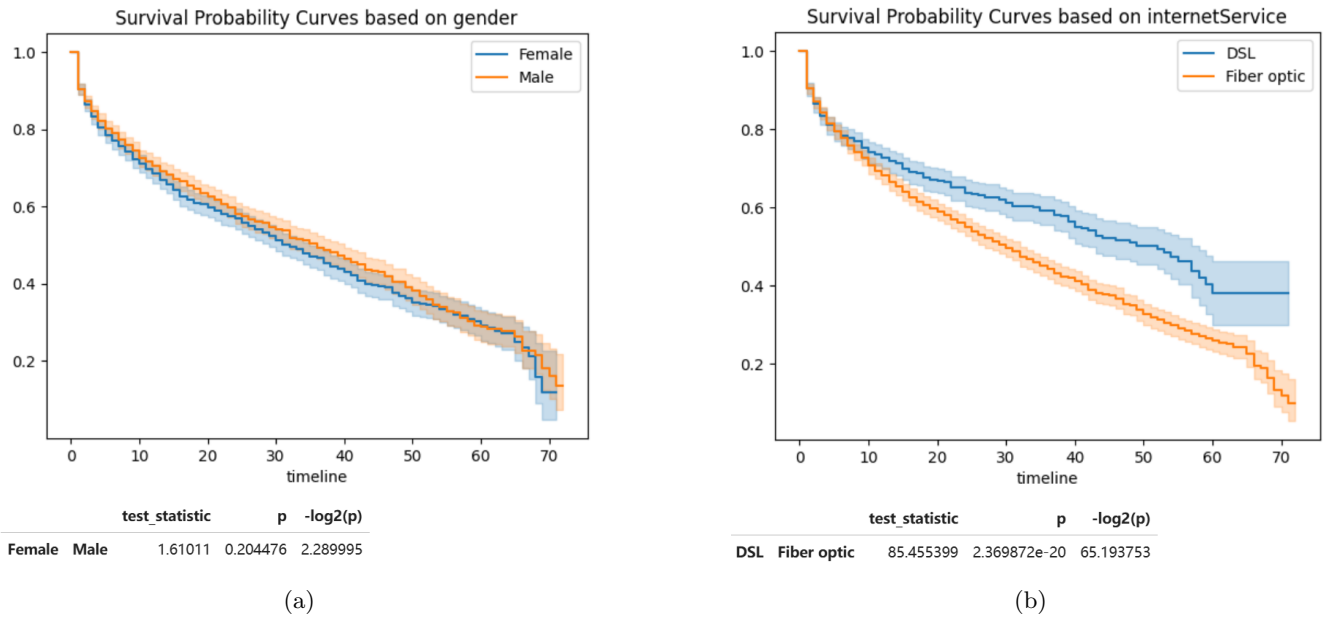 Survival Probability Curves based on gender
1.0
0.8
0.6
0.4
0.2
Female
Male
0 10 20 30 40 50 60 70
timeline
test_statistic p -log2(p)
Female Male 1.61011 0.204476 2.289995
(a)
Survival Probability Curves based on internetService
1.0
0.8
0.6
0.4
0.2
DSL
Fiber optic
0 10 20 30 40 50 60 70
timeline
test_statistic p -log2(p)
DSL Fiber optic 85.455399 2.369872e-20 65.193753
(b)